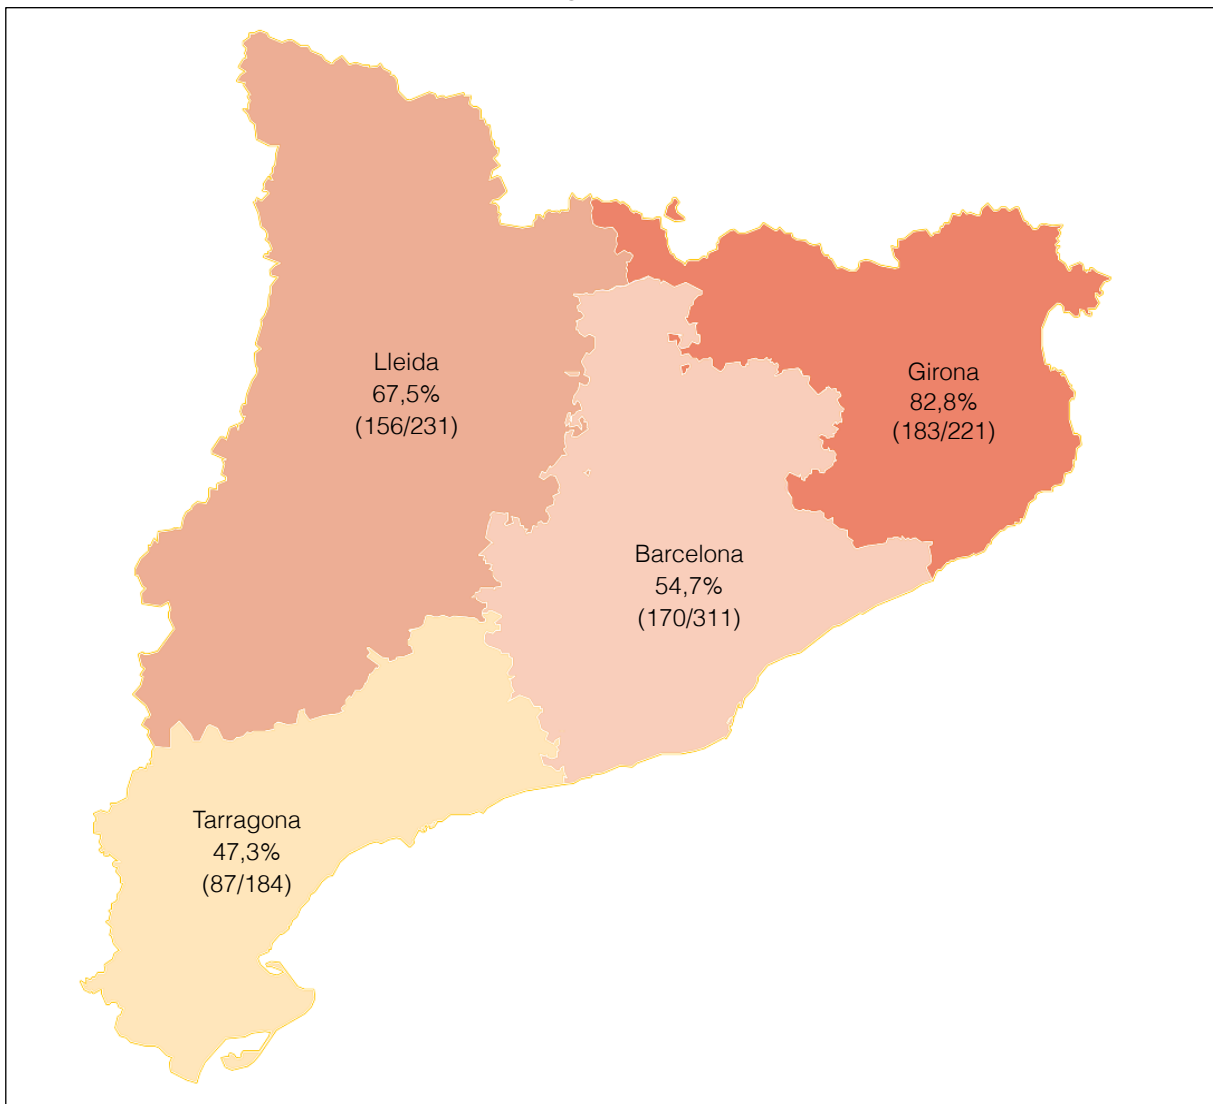 Lleida
67,5%
(156/231)
Girona
82,8%
(183/221)
Barcelona
54,7%
(170/311)
Tarragona
47,3%
(87/184)